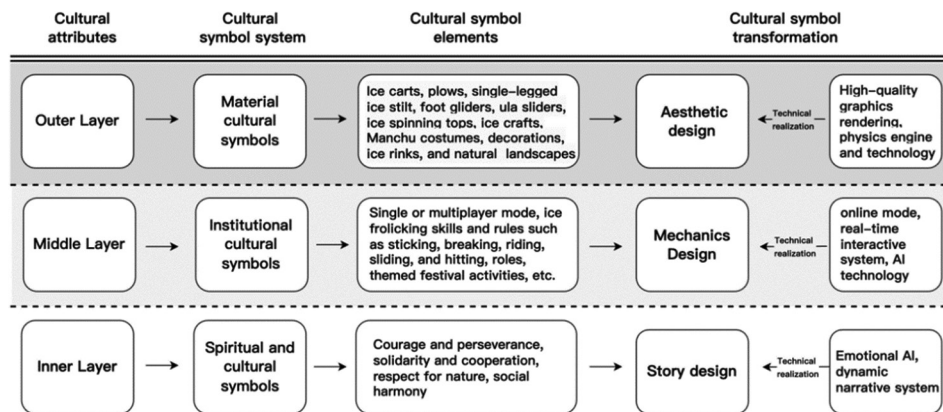 Cultural
attributes
Cultural
symbol system
Cultural symbol
elements
Cultural symbol
transformation
Outer Layer
Material
cultural
symbols
Ice carts, plows, single-legged
ice stilt, foot gliders, ula sliders,
ice spinning tops, ice crafts,
Manchu costumes, decorations,
ice rinks, and natural landscapes
Aesthetic
design
Technical
realization
High-quality
graphics
rendering,
physics engine
and technology
Middle Layer
Institutional
cultural
symbols
Single or multiplayer mode, ice
frolicking skills and rules such
as sticking, breaking, riding,
sliding, and hitting, roles,
themed festival activities, etc.
Mechanics
Design
Technical
realization
online mode,
real-time
interactive
system, AI
technology
Inner Layer
Spiritual and
cultural
symbols
Courage and perseverance,
solidarity and cooperation,
respect for nature, social
harmony
Story design
Technical
realization
Emotional AI,
dynamic
narrative system